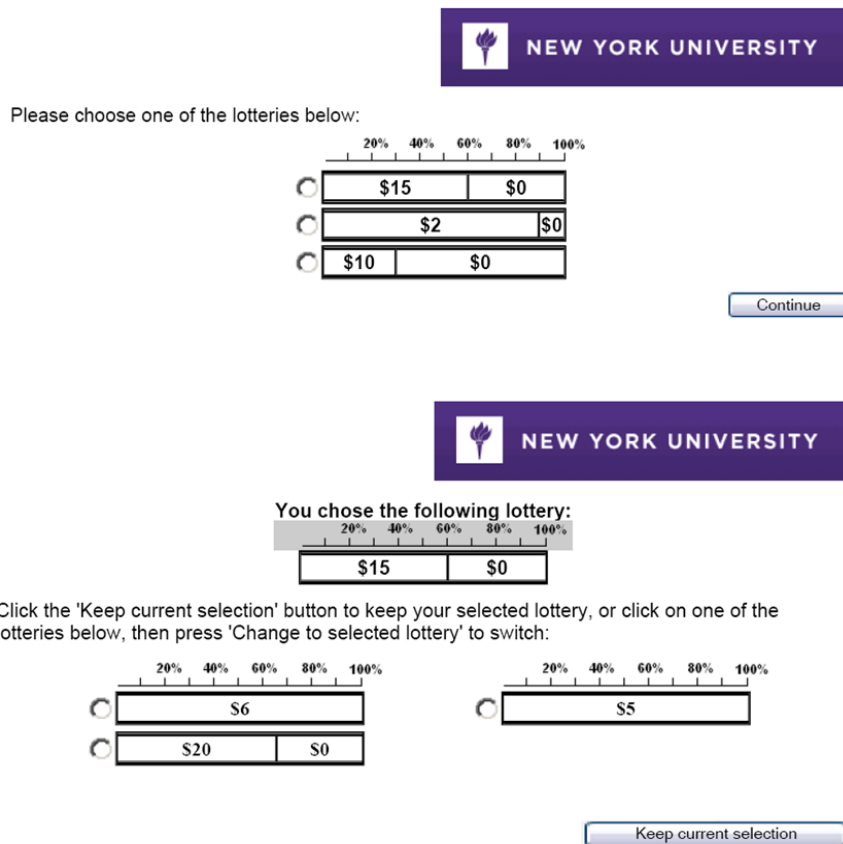 NEW YORK UNIVERSITY
Please choose one of the lotteries below:
20% 40% 60% 80% 100%
$15 $0
$2 $0
$10 $0
Continue
NEW YORK UNIVERSITY
You chose the following lottery:
20% 40% 60% 80% 100%
$15 $0
Click the 'Keep current selection' button to keep your selected lottery, or click on one of the
lotteries below, then press 'Change to selected lottery' to switch:
20% 40% 60% 80% 100% 20% 40% 60% 80% 100%
$6 $5
$20 $0
Keep current selection